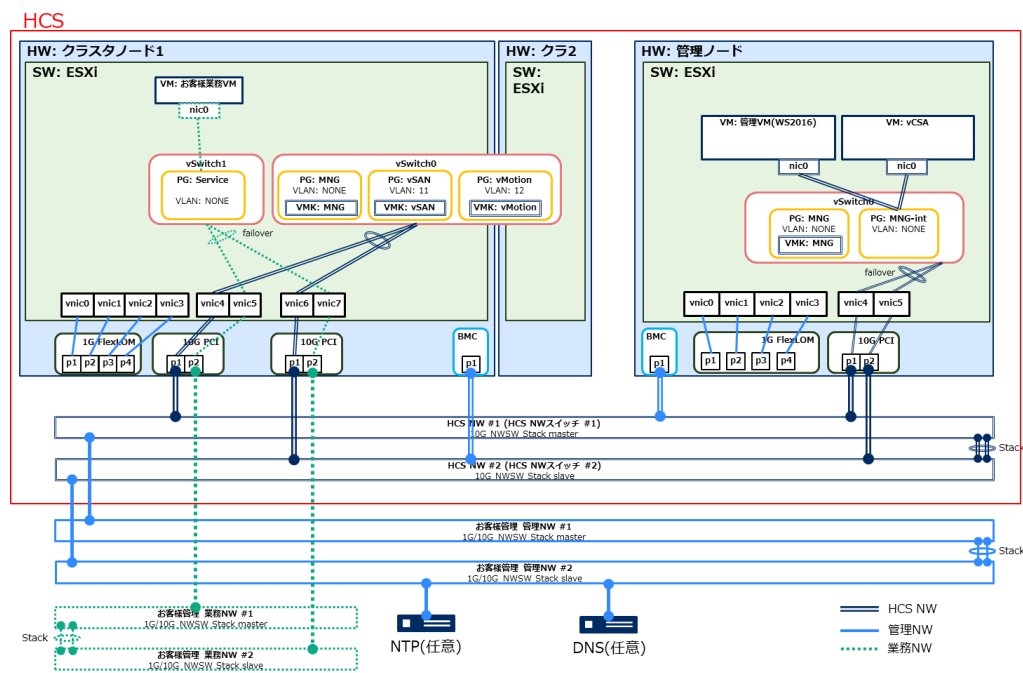 HCS
HW: クラスタノード1
SW: ESXi
VM: お客様業務VM
nic0
vSwitch1
PG: Service
VLAN: NONE
vSwitch0
PG: MNG
VLAN: NONE
VMK: MNG
PG: vSAN
VLAN: 11
VMK: vSAN
PG: vMotion
VLAN: 12
VMK: vMotion
failover
vnic0
vnic1
vnic2
vnic3
vnic4
vnic5
vnic6
vnic7
1G FlexLOM
p1
p2
p3
p4
10G PCI
p1
p2
10G PCI
p1
p2
BMC
p1
HW: クラ2
SW:
ESXi
HW: 管理ノード
SW: ESXi
VM: 管理VM(WS2016)
nic0
VM: vCSA
nic0
vSwitch0
PG: MNG
VLAN: NONE
VMK: MNG
PG: MNG-int
VLAN: NONE
failover
vnic0
vnic1
vnic2
vnic3
vnic4
vnic5
BMC
p1
1G FlexLOM
p1
p2
p3
p4
10G PCI
p1
p2
HCS NW #1 (HCS NWスイッチ #1)
10G NWSW Stack master
HCS NW #2 (HCS NWスイッチ #2)
10G NWSW Stack slave
Stack
お客様管理 管理NW #1
1G/10G NWSW Stack master
お客様管理 管理NW #2
1G/10G NWSW Stack slave
Stack
お客様管理 業務NW #1
1G/10G NWSW Stack master
お客様管理 業務NW #2
1G/10G NWSW Stack slave
Stack
NTP(任意)
DNS(任意)
HCS NW
管理NW
業務NW